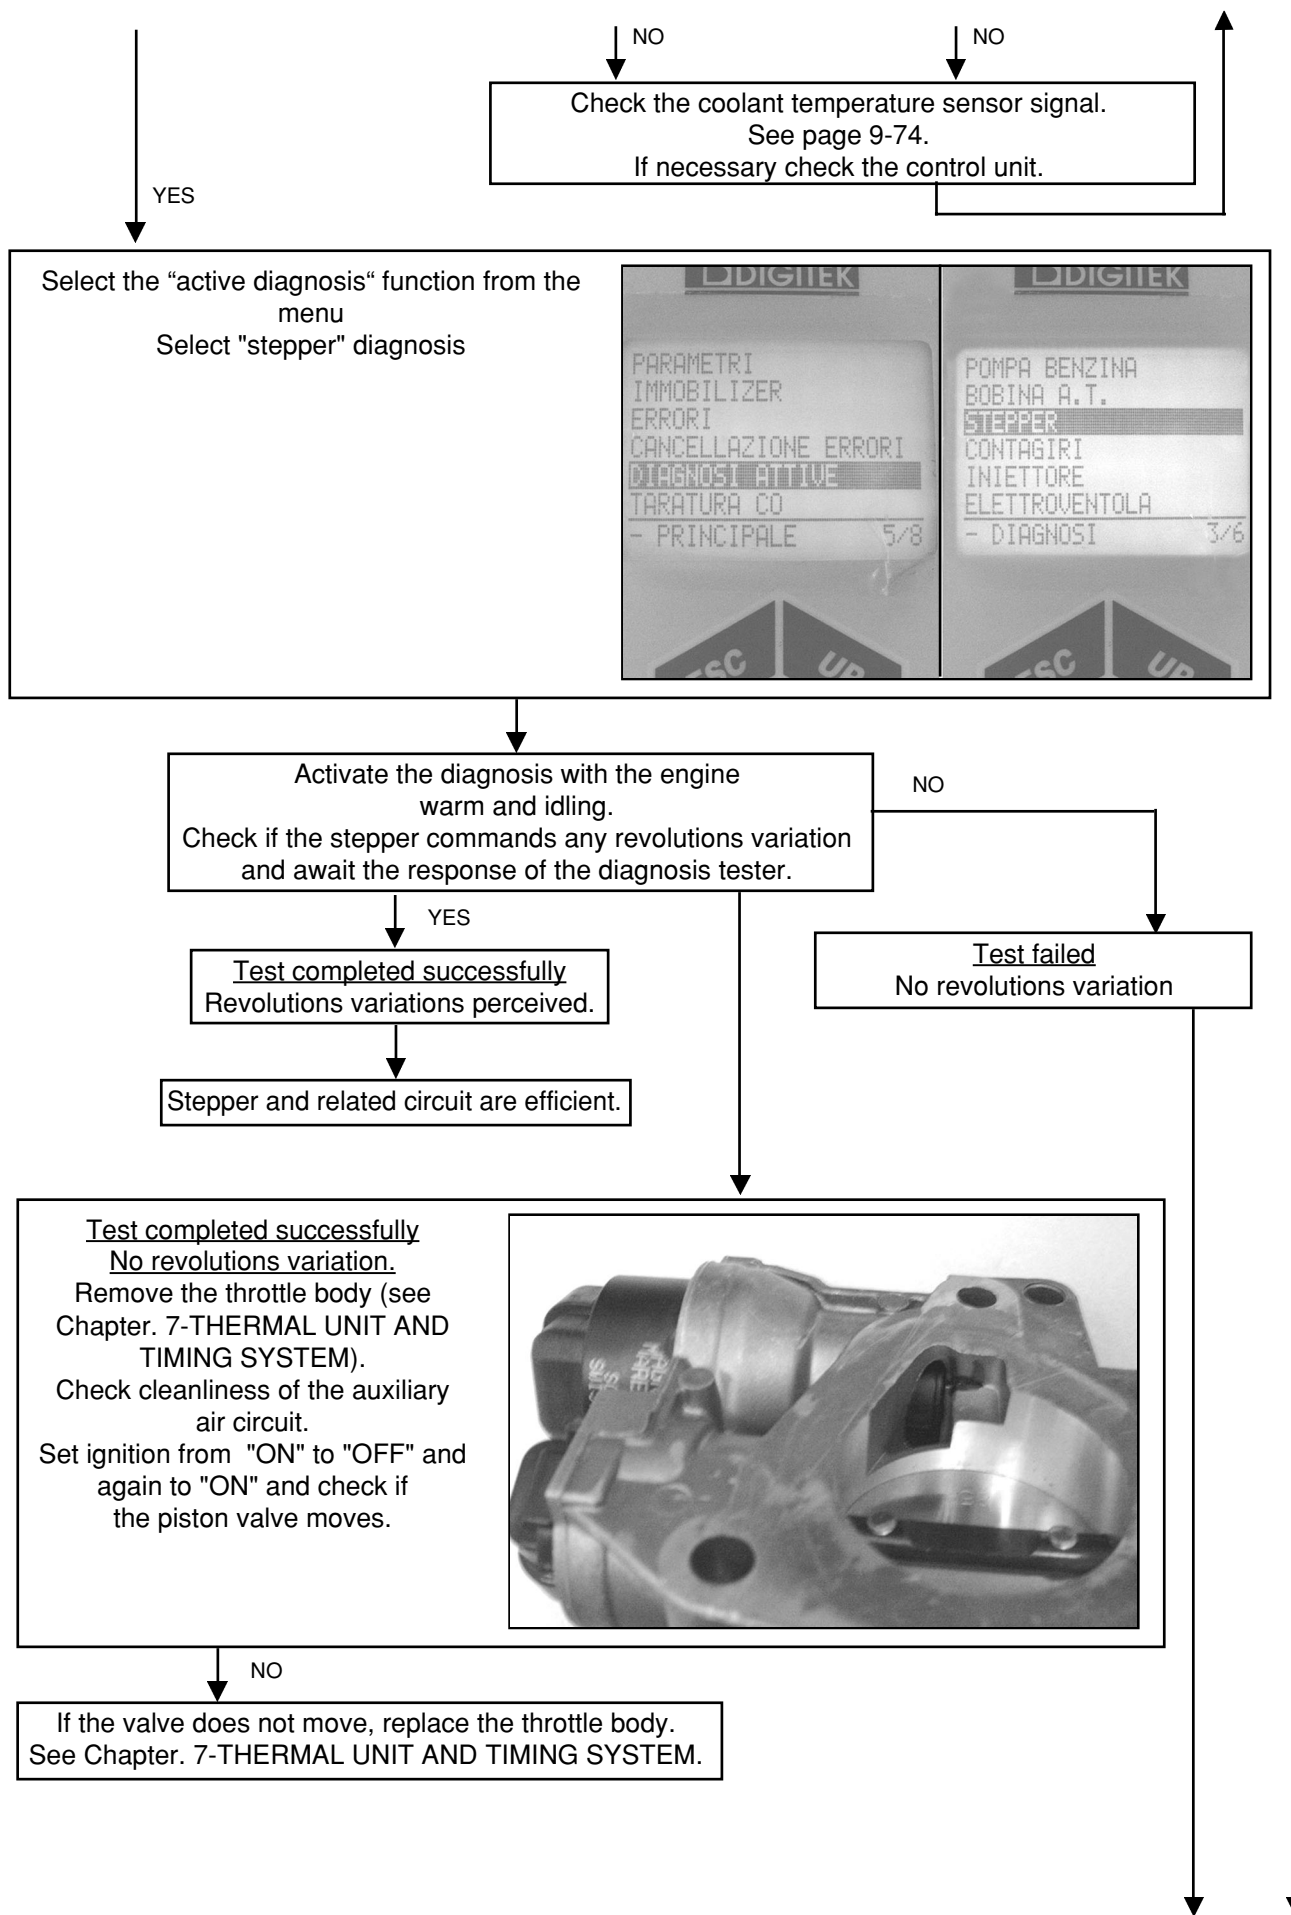 NO
NO
Check the coolant temperature sensor signal.
See page 9-74.
If necessary check the control unit.
YES
Select the “active diagnosis“ function from the
menu
Select "stepper" diagnosis
DIGITEK
PARAMETRI
IMMOBILIZER
ERRORI
CANCELLAZIONE ERRORI
DIAGNOSI ATTIVE
TARATURA CO
- PRINCIPALE 5/8
ESC
UP
DIGITEK
POMPA BENZINA
BOBINA A.T.
STEPPER
CONTAGIRI
INIETTORE
ELETTROVENTOLA
- DIAGNOSI 3/6
ESC
UP
Activate the diagnosis with the engine
warm and idling.
Check if the stepper commands any revolutions variation
and await the response of the diagnosis tester.
NO
YES
Test completed successfully
Revolutions variations perceived.
Test failed
No revolutions variation
Stepper and related circuit are efficient.
Test completed successfully
No revolutions variation.
Remove the throttle body (see
Chapter. 7-THERMAL UNIT AND
TIMING SYSTEM).
Check cleanliness of the auxiliary
air circuit.
Set ignition from "ON" to "OFF" and
again to "ON" and check if
the piston valve moves.
NO
If the valve does not move, replace the throttle body.
See Chapter. 7-THERMAL UNIT AND TIMING SYSTEM.